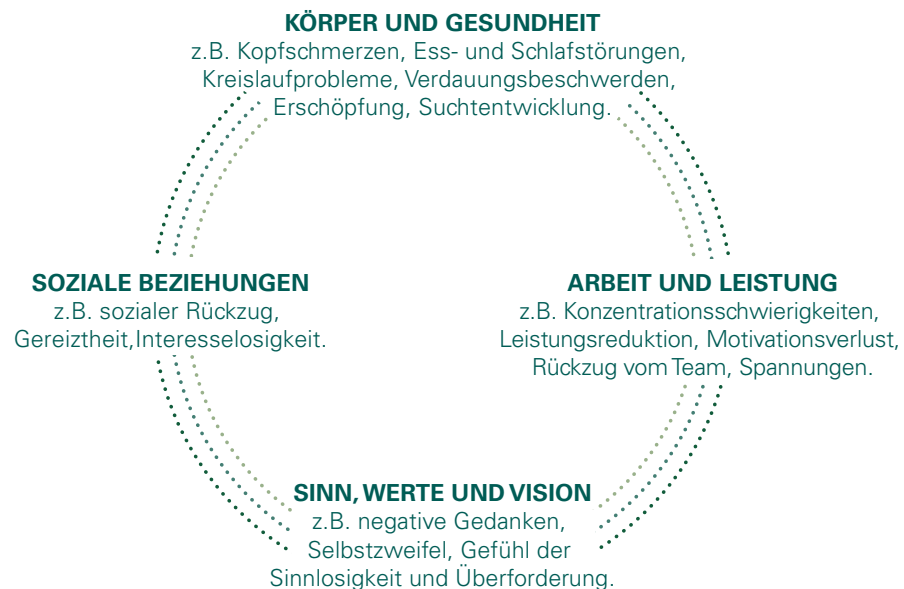 KÖRPER UND GESUNDHEIT
z.B. Kopfschmerzen, Ess- und Schlafstörungen,
Kreislaufprobleme, Verdauungsbeschwerden,
Erschöpfung, Suchtentwicklung.
SOZIALE BEZIEHUNGEN
z.B. sozialer Rückzug,
Gereiztheit,Interesselosigkeit.
ARBEIT UND LEISTUNG
z.B. Konzentrationsschwierigkeiten,
Leistungsreduktion, Motivationsverlust,
Rückzug vom Team, Spannungen.
SINN, WERTE UND VISION
z.B. negative Gedanken,
Selbstzweifel, Gefühl der
Sinnlosigkeit und Überforderung.